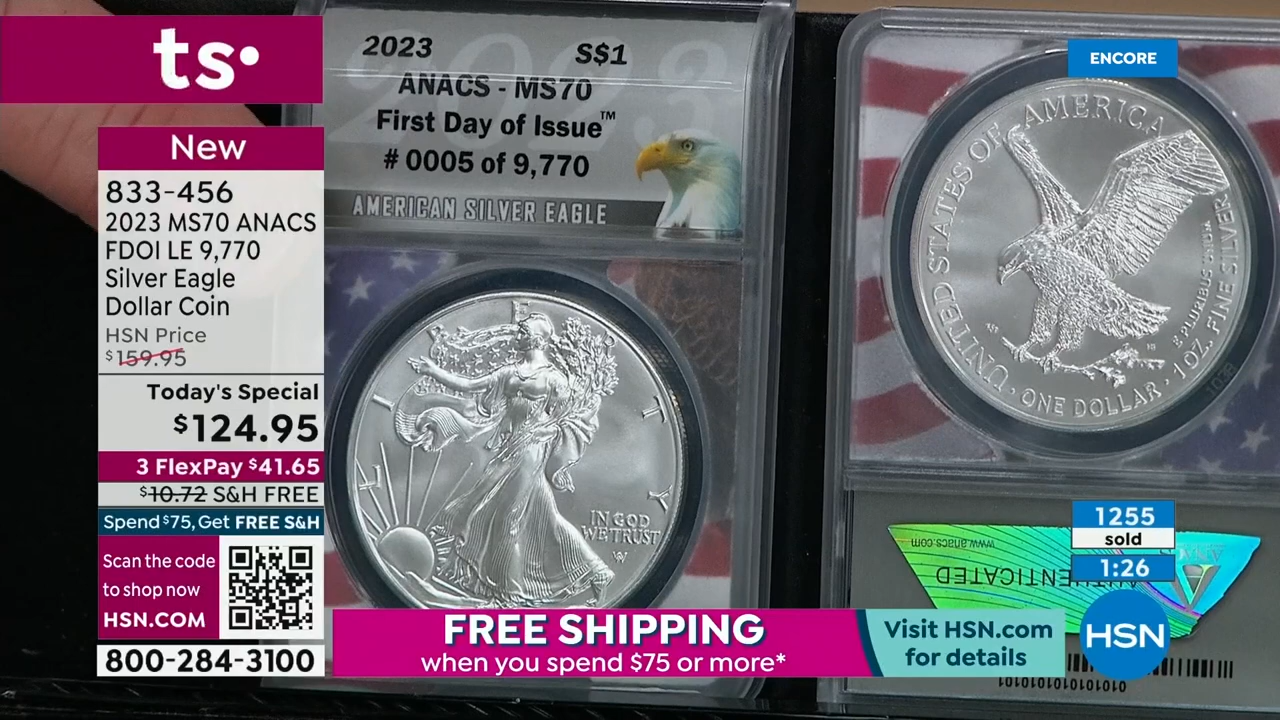 ts.
New
833-456
2023 MS70 ANACS
FDOI LE 9,770
Silver Eagle
Dollar Coin
HSN Price
$159.95
Today's Special
$124.95
3 FlexPay $41.65
$10.72 S&H FREE
Spend $75, Get FREE S&H
Scan the code
to shop now
HSN.COM
800-284-3100
2023 S$1
ANACS - MS70
First Day of Issue™
# 0005 of 9,770
AMERICAN SILVER EAGLE
LIBERTY
IN GOD
WE TRUST
ENCORE
UNITED STATES OF AMERICA
E PLURIBUS UNUM
1 OZ. FINE SILVER · ONE DOLLAR ·
www.anacs.com
AUTHENTICATED
1255
sold
1:26
HSN
FREE SHIPPING
when you spend $75 or more*
Visit HSN.com
for details